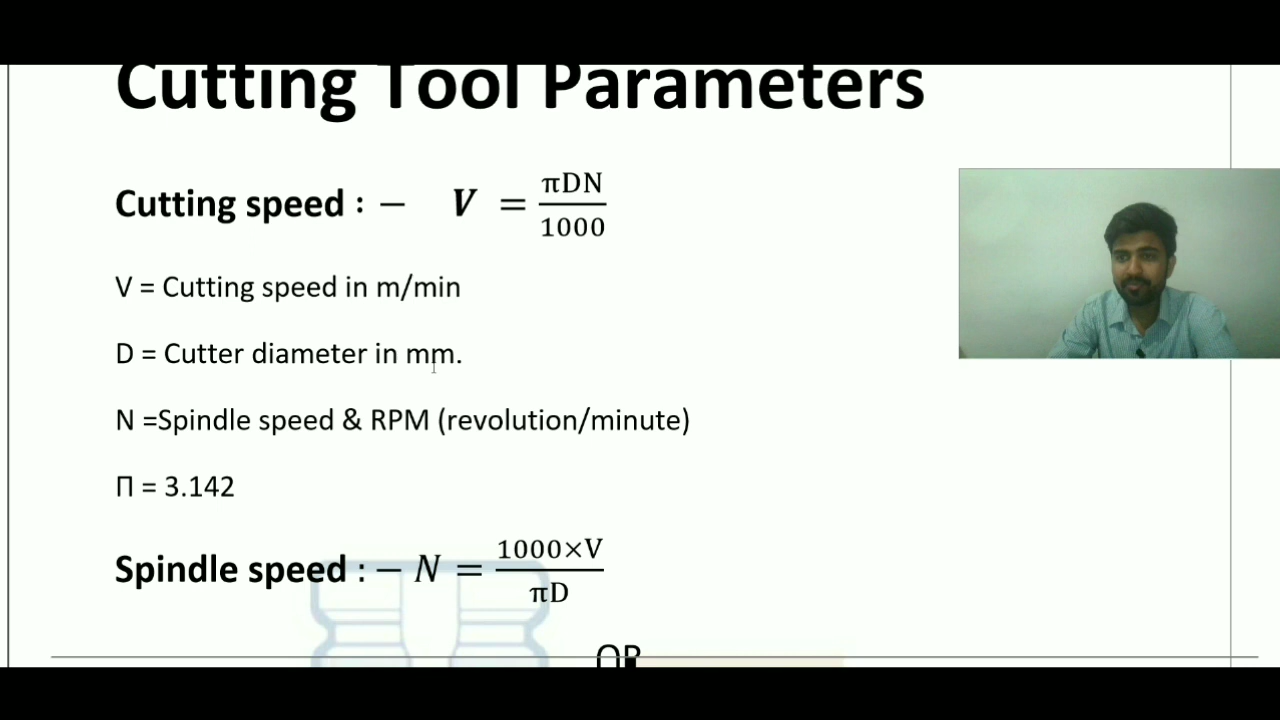 Cutting Tool Parameters
Cutting speed : − V = πDN/1000
V = Cutting speed in m/min
D = Cutter diameter in mm.
N =Spindle speed & RPM (revolution/minute)
Π = 3.142
Spindle speed : − N = 1000×V/πD
OR